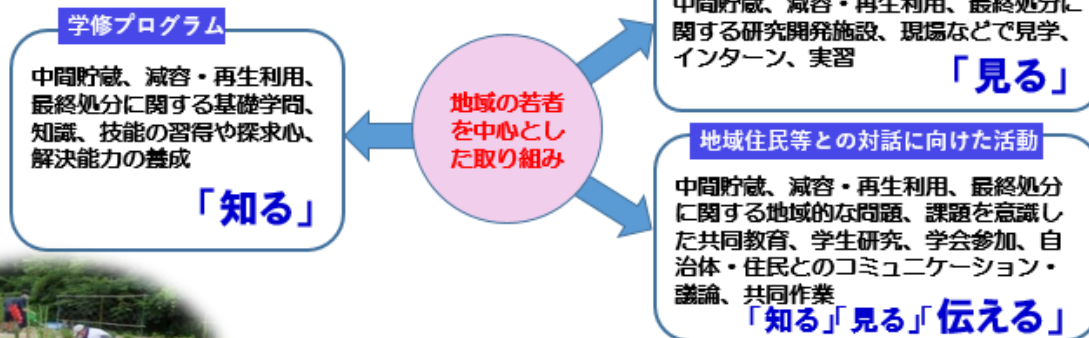 学修プログラム
中間貯蔵、減容・再生利用、
最終処分に関する基礎学問、
知識、技能の習得や探求心、
解決能力の養成
「知る」
地域の若者
を中心とし
た取り組み
中間貯蔵、減容・再生利用、最終処分に
関する研究開発施設、現場などで見学、
インターン、実習
「見る」
地域住民等との対話に向けた活動
中間貯蔵、減容・再生利用、最終処分
に関する地域的な問題、課題を意識し
た共同教育、学生研究、学会参加、自
治体・住民とのコミュニケーション・
議論、共同作業
「知る」「見る」「伝える」